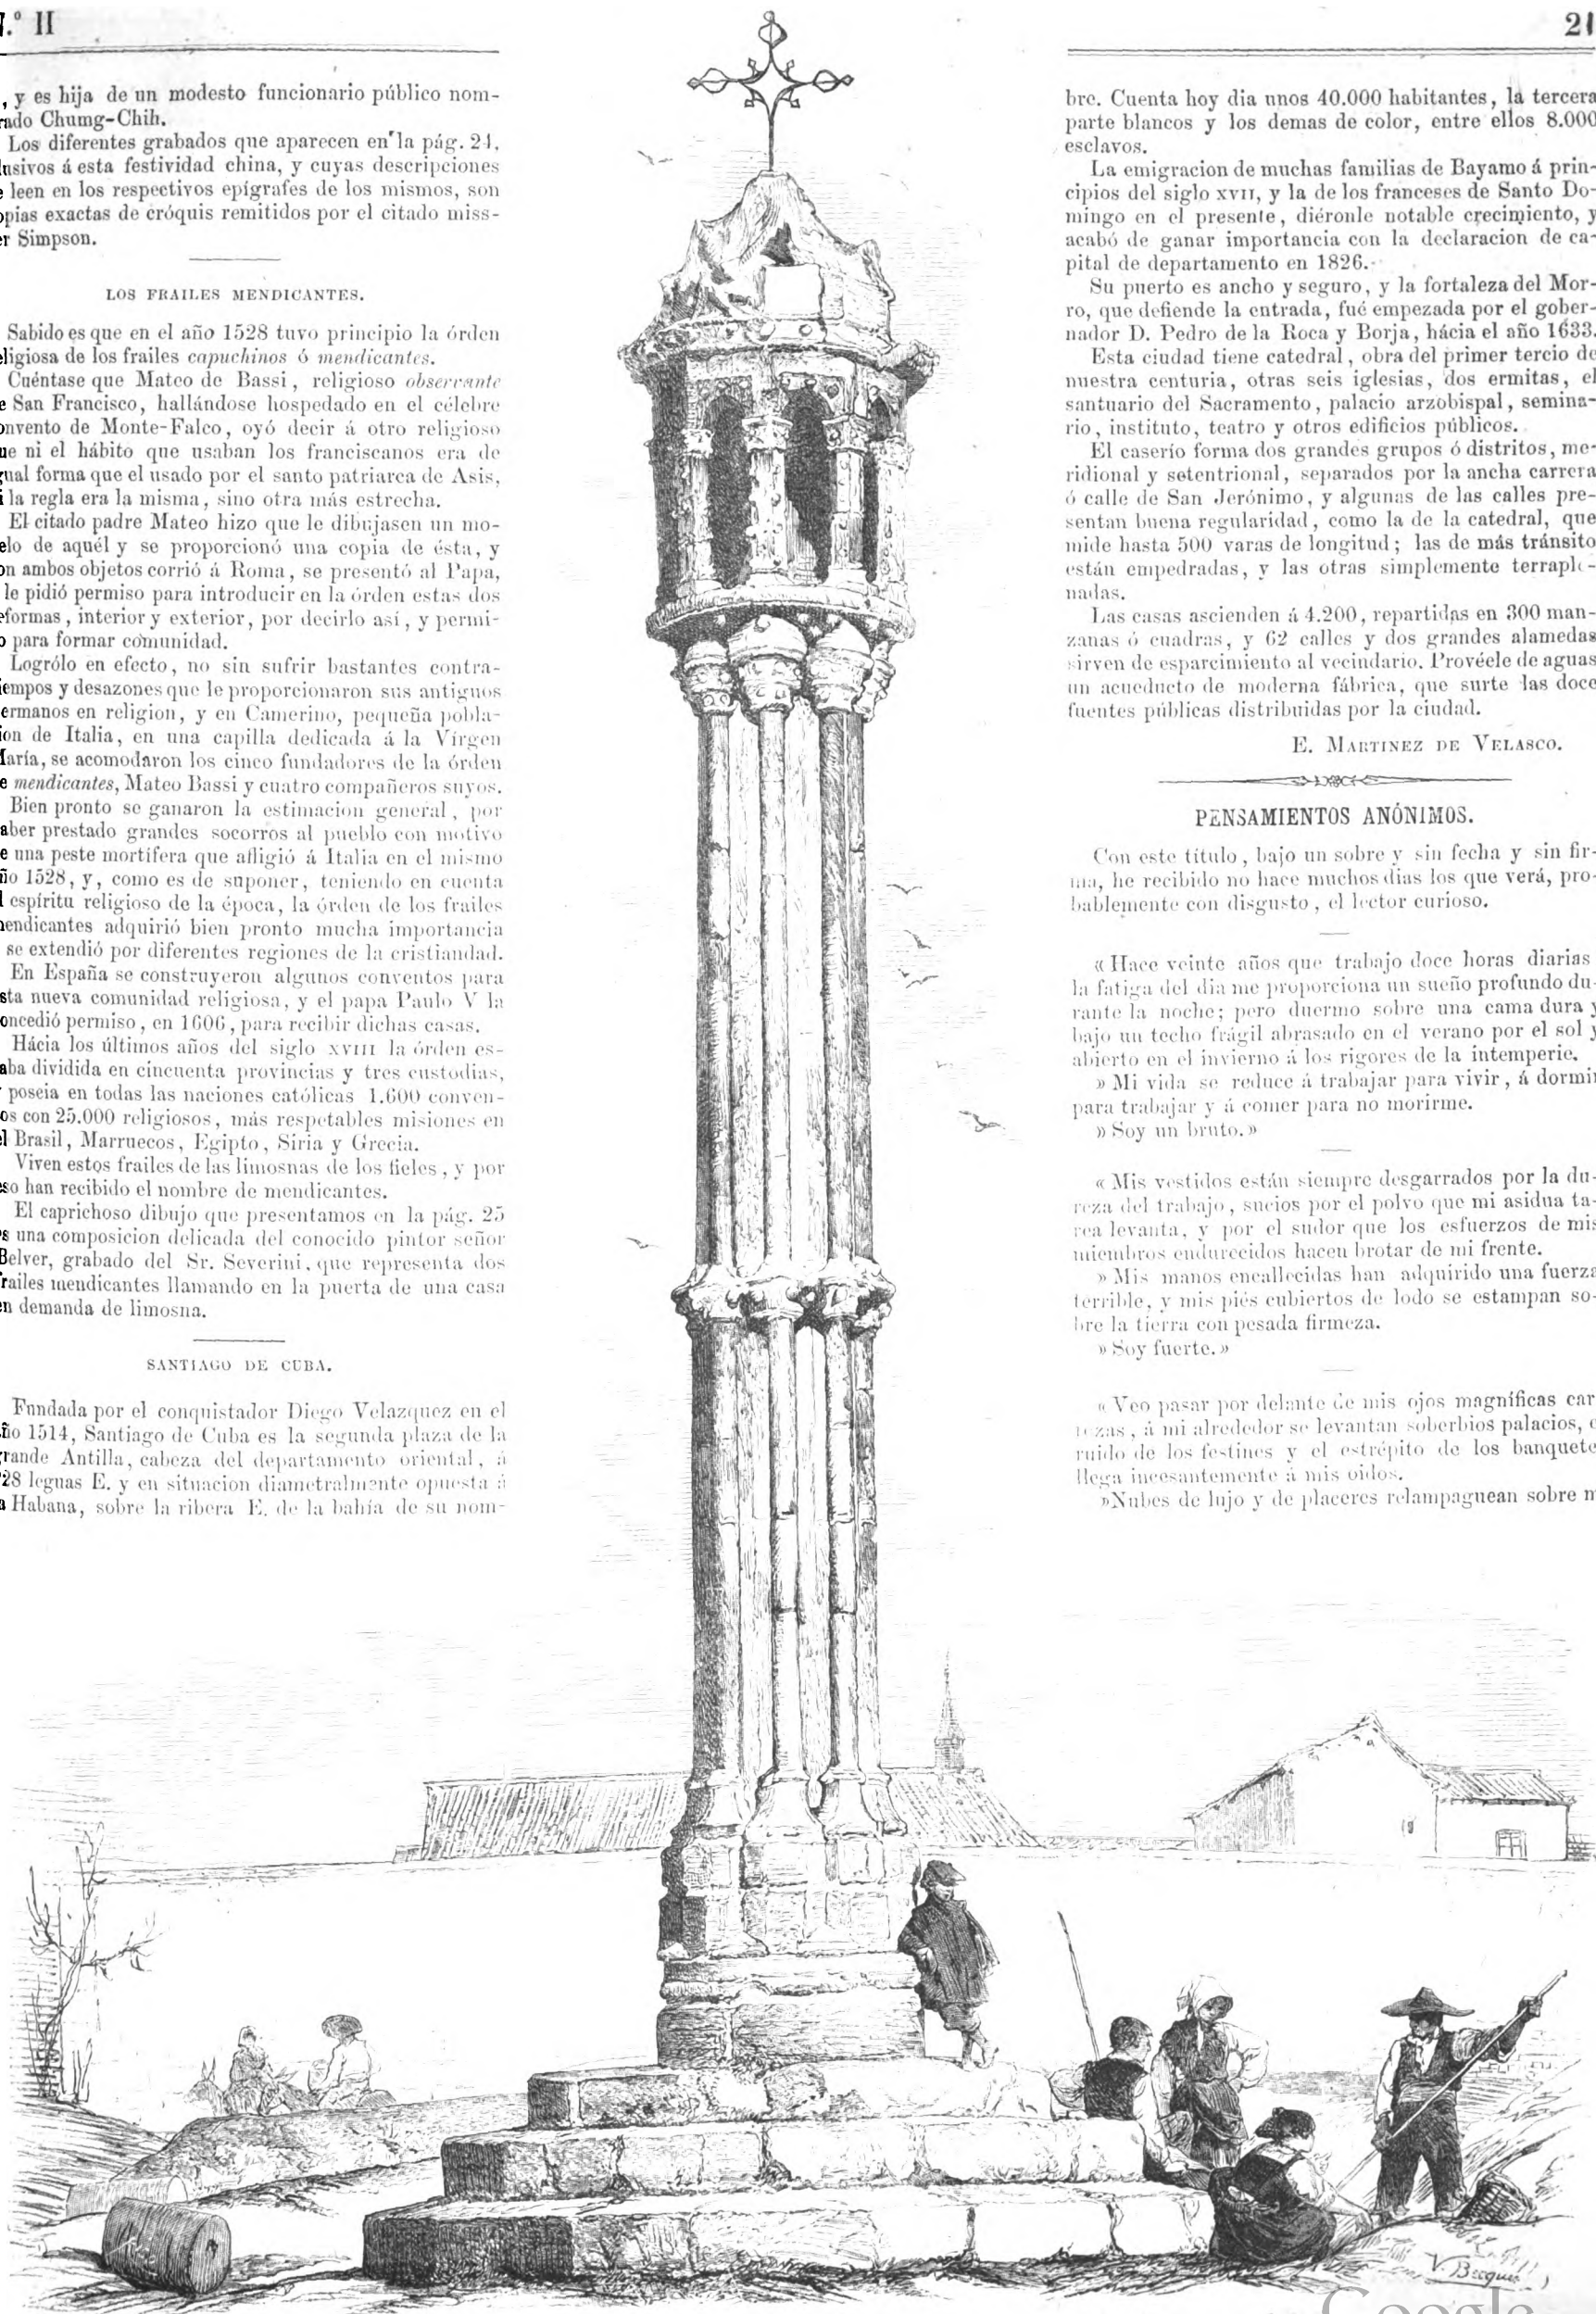 N.º II
, y es hija de un modesto funcionario público nom-
rado Chumg-Chih.
Los diferentes grabados que aparecen en la pág. 24,
lusivos á esta festividad china, y cuyas descripciones
e leen en los respectivos epígrafes de los mismos, son
opias exactas de cróquis remitidos por el citado miss-
er Simpson.
LOS FRAILES MENDICANTES.
Sabido es que en el año 1528 tuvo principio la órden
eligiosa de los frailes capuchinos ó mendicantes.
Cuéntase que Mateo de Bassi, religioso observante
e San Francisco, hallándose hospedado en el célebre
onvento de Monte-Falco, oyó decir á otro religioso
ue ni el hábito que usaban los franciscanos era de
gual forma que el usado por el santo patriarca de Asis,
i la regla era la misma, sino otra más estrecha.
El citado padre Mateo hizo que le dibujasen un mo-
elo de aquél y se proporcionó una copia de ésta, y
on ambos objetos corrió á Roma, se presentó al Papa,
le pidió permiso para introducir en la órden estas dos
eformas, interior y exterior, por decirlo así, y permi-
o para formar comunidad.
Logrólo en efecto, no sin sufrir bastantes contra-
iempos y desazones que le proporcionaron sus antiguos
ermanos en religion, y en Camerino, pequeña pobla-
ion de Italia, en una capilla dedicada á la Vírgen
María, se acomodaron los cinco fundadores de la órden
e mendicantes, Mateo Bassi y cuatro compañeros suyos.
Bien pronto se ganaron la estimacion general, por
aber prestado grandes socorros al pueblo con motivo
e una peste mortífera que afligió á Italia en el mismo
ño 1528, y, como es de suponer, teniendo en cuenta
l espíritu religioso de la época, la órden de los frailes
endicantes adquirió bien pronto mucha importancia
se extendió por diferentes regiones de la cristiandad.
En España se construyeron algunos conventos para
sta nueva comunidad religiosa, y el papa Paulo V la
oncedió permiso, en 1606, para recibir dichas casas.
Hácia los últimos años del siglo XVIII la órden es-
aba dividida en cincuenta provincias y tres custodias,
y poseia en todas las naciones católicas 1.600 conven-
os con 25.000 religiosos, más respetables misiones en
el Brasil, Marruecos, Egipto, Siria y Grecia.
Viven estos frailes de las limosnas de los fieles, y por
eso han recibido el nombre de mendicantes.
El caprichoso dibujo que presentamos en la pág. 25
es una composicion delicada del conocido pintor señor
Belver, grabado del Sr. Severini, que representa dos
frailes mendicantes llamando en la puerta de una casa
en demanda de limosna.
SANTIAGO DE CUBA.
Fundada por el conquistador Diego Velazquez en el
año 1514, Santiago de Cuba es la segunda plaza de la
grande Antilla, cabeza del departamento oriental, á
28 leguas E. y en situacion diametralmente opuesta á
a Habana, sobre la ribera E. de la bahía de su nom-
21
bre. Cuenta hoy dia unos 40.000 habitantes, la tercera
parte blancos y los demas de color, entre ellos 8.000
esclavos.
La emigracion de muchas familias de Bayamo á prin-
cipios del siglo XVII, y la de los franceses de Santo Do-
mingo en el presente, diéronle notable crecimiento, y
acabó de ganar importancia con la declaracion de ca-
pital de departamento en 1826.
Su puerto es ancho y seguro, y la fortaleza del Mor-
ro, que defiende la entrada, fué empezada por el gober-
nador D. Pedro de la Roca y Borja, hácia el año 1633.
Esta ciudad tiene catedral, obra del primer tercio de
nuestra centuria, otras seis iglesias, dos ermitas, el
santuario del Sacramento, palacio arzobispal, semina-
rio, instituto, teatro y otros edificios públicos.
El caserío forma dos grandes grupos ó distritos, me-
ridional y setentrional, separados por la ancha carrera
ó calle de San Jerónimo, y algunas de las calles pre-
sentan buena regularidad, como la de la catedral, que
mide hasta 500 varas de longitud; las de más tránsito
están empedradas, y las otras simplemente terraple-
nadas.
Las casas ascienden á 4.200, repartidas en 300 man-
zanas ó cuadras, y 62 calles y dos grandes alamedas
sirven de esparcimiento al vecindario. Provéele de aguas
un acueducto de moderna fábrica, que surte las doce
fuentes públicas distribuidas por la ciudad.
E. MARTINEZ DE VELASCO.
PENSAMIENTOS ANÓNIMOS.
Con este título, bajo un sobre y sin fecha y sin fir-
ma, he recibido no hace muchos dias los que verá, pro-
bablemente con disgusto, el lector curioso.
«Hace veinte años que trabajo doce horas diarias
la fatiga del dia me proporciona un sueño profundo du-
rante la noche; pero duermo sobre una cama dura y
bajo un techo frágil abrasado en el verano por el sol y
abierto en el invierno á los rigores de la intemperie.
»Mi vida se reduce á trabajar para vivir, á dormir
para trabajar y á comer para no morirme.
»Soy un bruto.»
«Mis vestidos están siempre desgarrados por la du-
reza del trabajo, sucios por el polvo que mi asidua ta-
rea levanta, y por el sudor que los esfuerzos de mis
miembros endurecidos hacen brotar de mi frente.
»Mis manos encallecidas han adquirido una fuerza
terrible, y mis piés cubiertos de lodo se estampan so-
bre la tierra con pesada firmeza.
»Soy fuerte.»
«Veo pasar por delante de mis ojos magníficas car-
rozas, á mi alrededor se levantan soberbios palacios, e
ruido de los festines y el estrépito de los banquete
llega incesantemente á mis oidos.
»Nubes de lujo y de placeres relampaguean sobre m
V. Becquer
Google